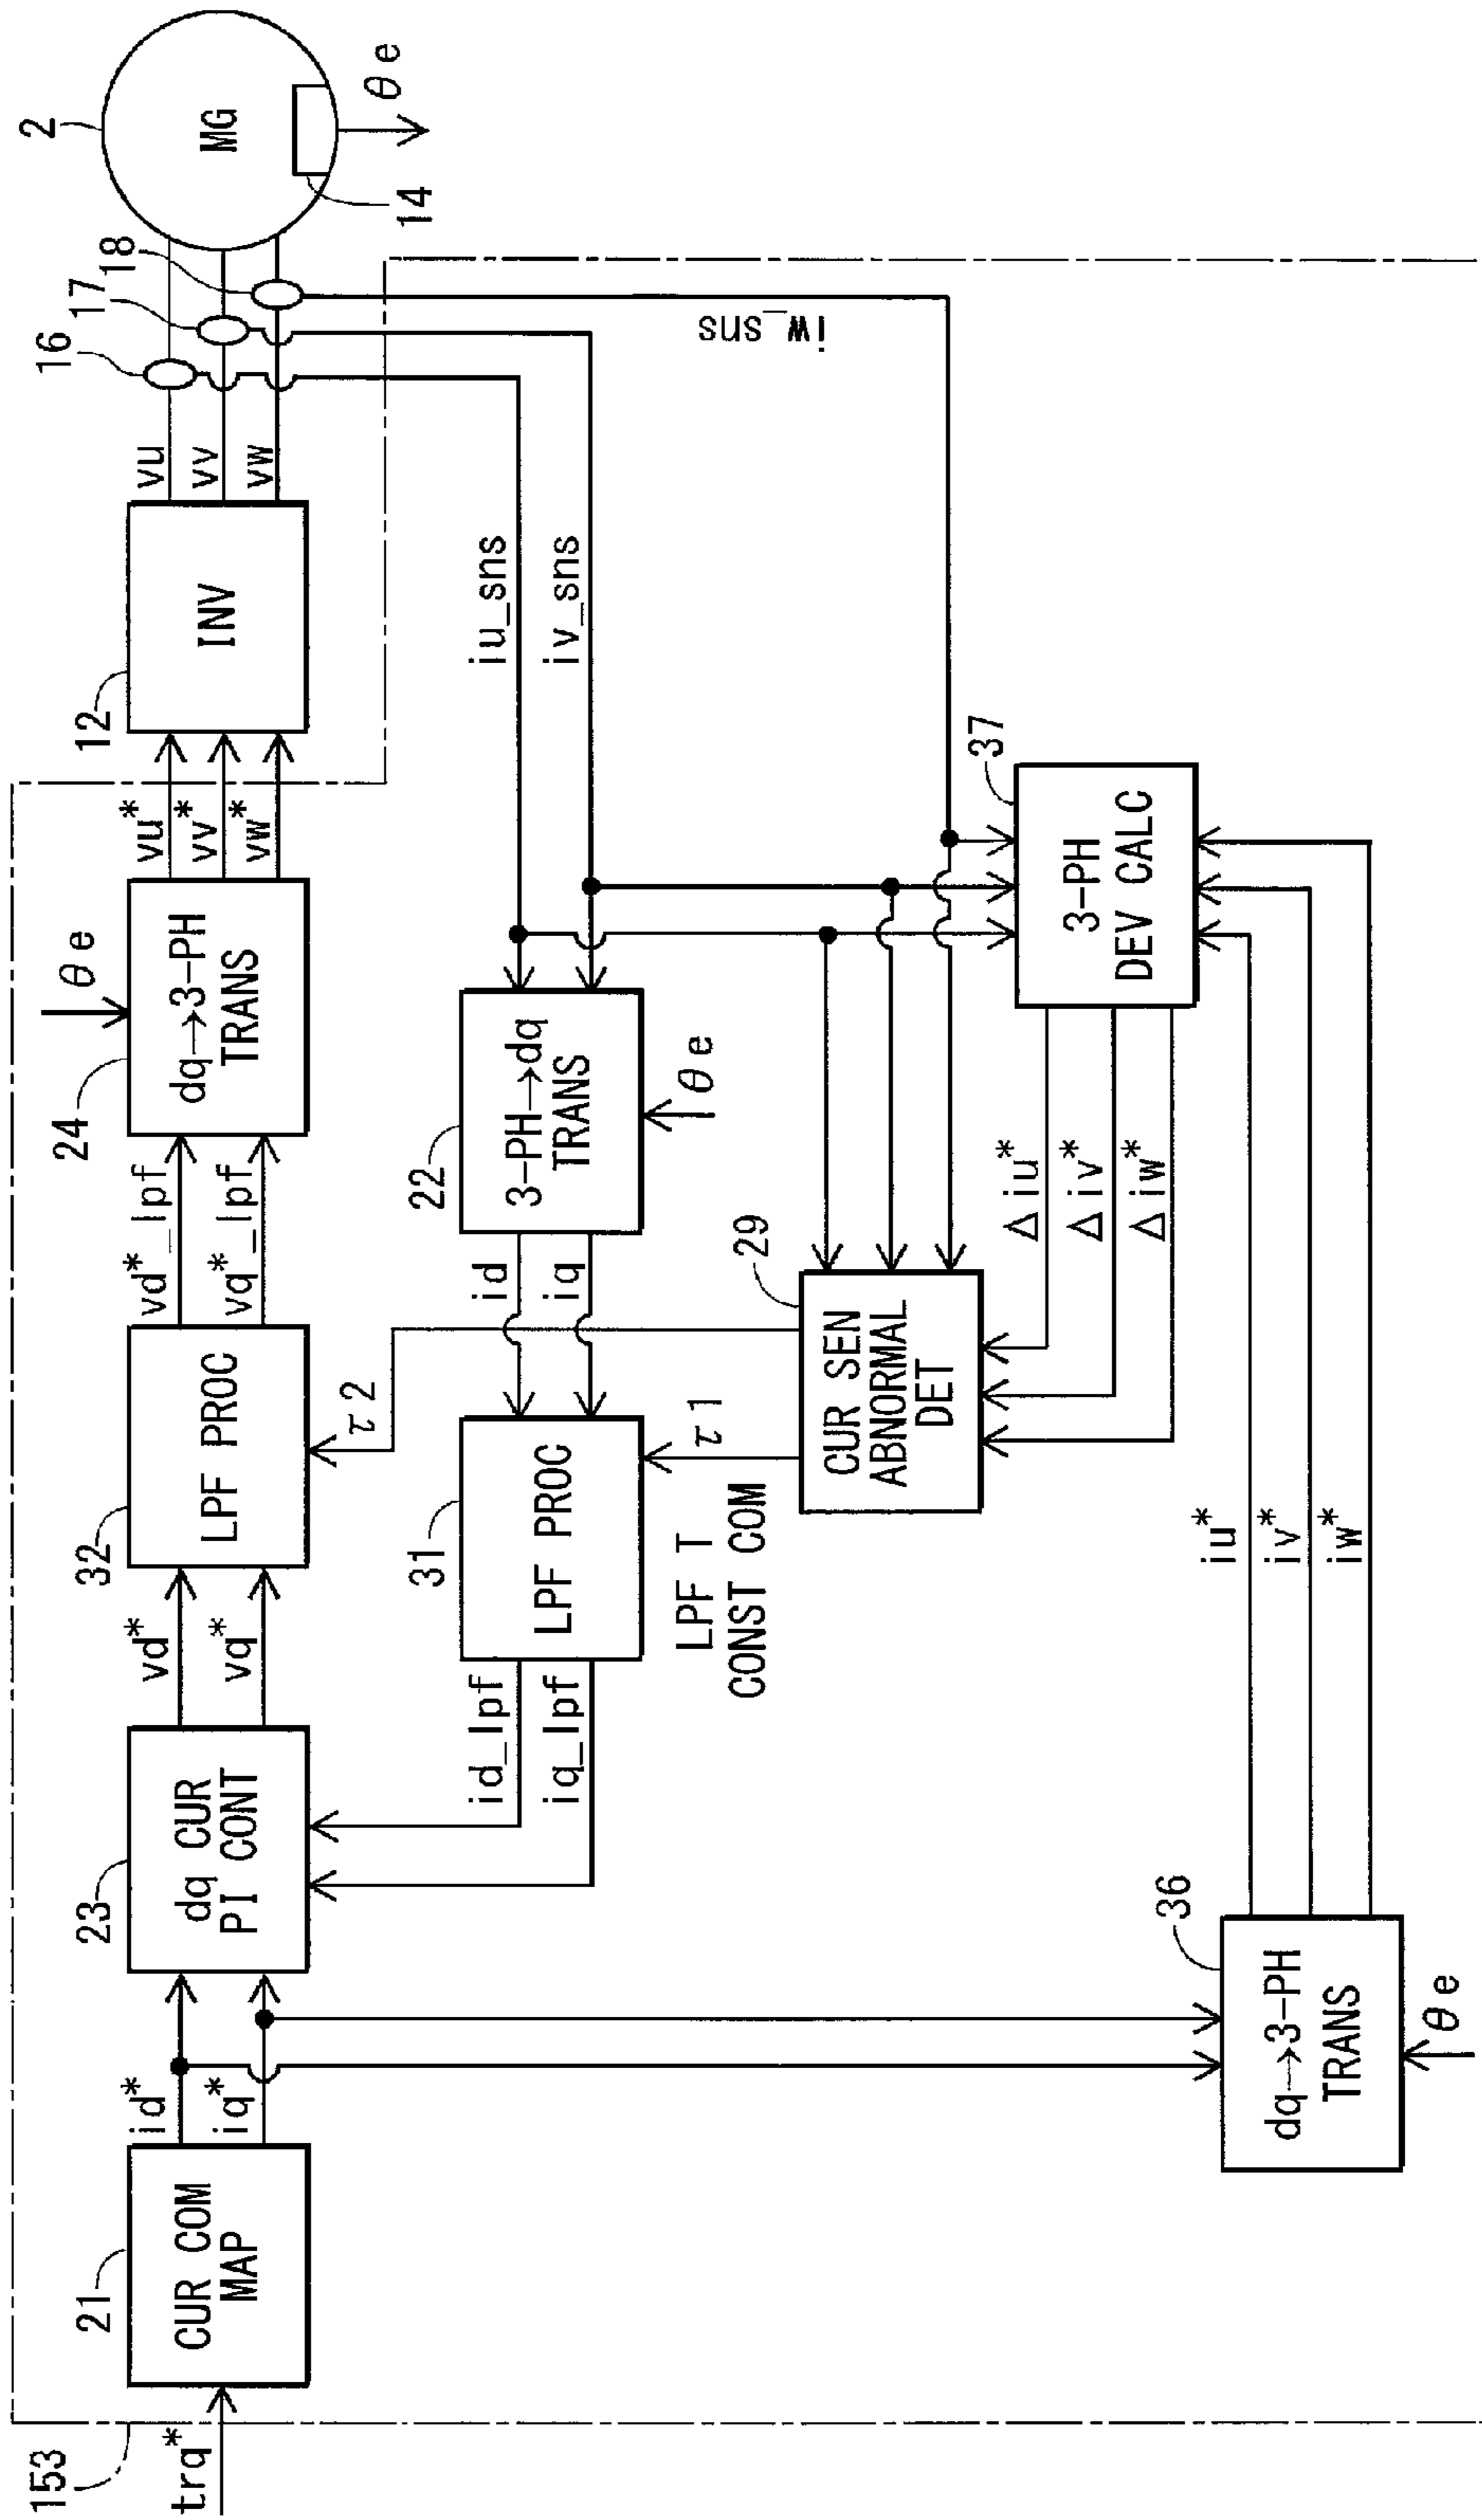 153
trq*
21
CUR COM
MAP
id*
iq*
23
dq CUR
PI CONT
vd*
vq*
32
LPF PROC
vd*_lpf
vq*_lpf
24
θe
dq→3-PH
TRANS
vu*
vv*
vw*
12
INV
vu
vv
vw
16
17
18
2
MG
14
θe
id_lpf
iq_lpf
31
LPF PROC
τ2
id
iq
22
3-PH→dq
TRANS
θe
iu_sns
iv_sns
iw_sns
LPF T
CONST COM
τ1
29
CUR SEN
ABNORMAL
DET
Δiu*
Δiv*
Δiw*
37
3-PH
DEV CALC
36
dq→3-PH
TRANS
θe
iu*
iv*
iw*